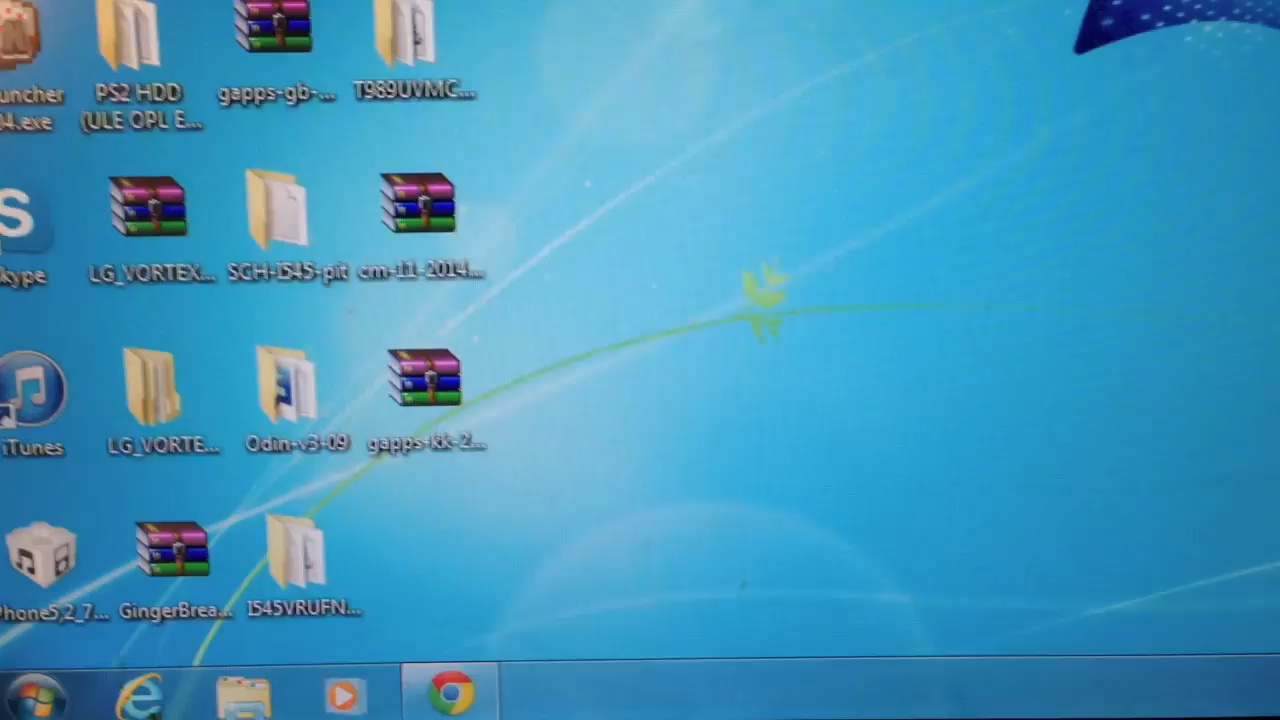 uncher
04.exe
PS2 HDD
(ULE OPL E...
gapps-gb-...
T989UVMC...
S
kype
LG_VORTEX...
SCH-I545-pit
cm-11-2014...
iTunes
LG_VORTE...
Odin-v3-09
gapps-kk-2...
Phone5,2_7...
GingerBrea...
I545VRUFN...